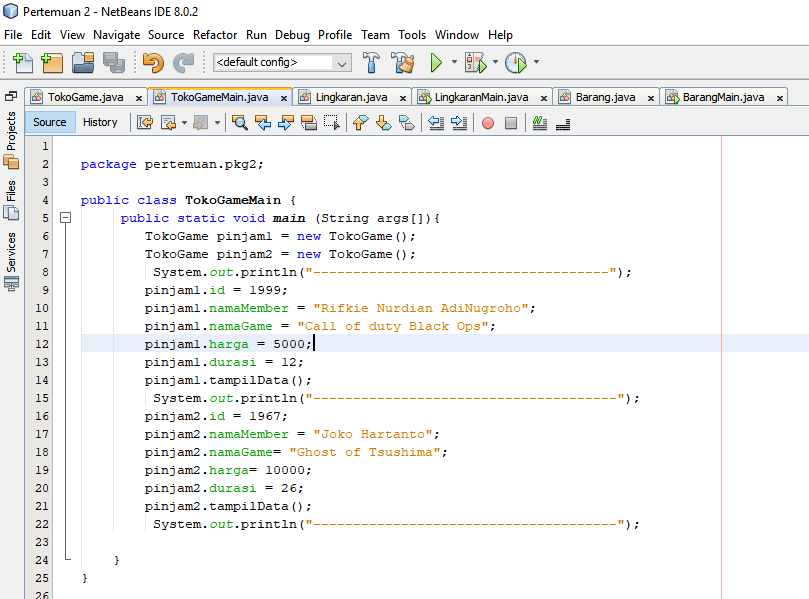 Pertemuan 2 - NetBeans IDE 8.0.2
File Edit View Navigate Source Refactor Run Debug Profile Team Tools Window Help
<default config>
TokoGame.java TokoGameMain.java Lingkaran.java LingkaranMain.java Barang.java BarangMain.java
Source History
Projects
Files
Services
1
2 package pertemuan.pkg2;
3
4 public class TokoGameMain {
5 public static void main (String args[]){
6 TokoGame pinjam1 = new TokoGame();
7 TokoGame pinjam2 = new TokoGame();
8 System.out.println("-------------------------------------");
9 pinjam1.id = 1999;
10 pinjam1.namaMember = "Rifkie Nurdian AdiNugroho";
11 pinjam1.namaGame = "Call of duty Black Ops";
12 pinjam1.harga = 5000;
13 pinjam1.durasi = 12;
14 pinjam1.tampilData();
15 System.out.println("--------------------------------------");
16 pinjam2.id = 1967;
17 pinjam2.namaMember = "Joko Hartanto";
18 pinjam2.namaGame= "Ghost of Tsushima";
19 pinjam2.harga= 10000;
20 pinjam2.durasi = 26;
21 pinjam2.tampilData();
22 System.out.println("--------------------------------------");
23
24 }
25 }
26